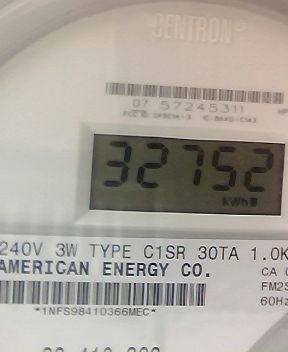 CENTRON®
07 57245311
32752
kWh
240V 3W TYPE C1SR 30TA 1.0K
AMERICAN ENERGY CO.
CA
FM2S
60Hz
*1NFS98410366MEC*